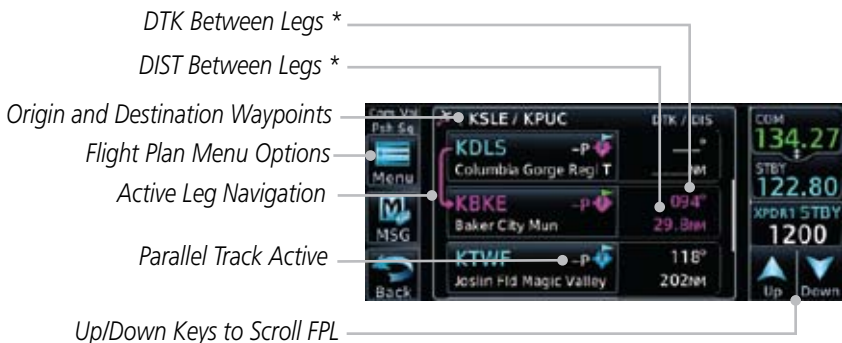 DTK Between Legs *
DIST Between Legs *
Origin and Destination Waypoints
Flight Plan Menu Options
Active Leg Navigation
Parallel Track Active
Up/Down Keys to Scroll FPL
Com Vol
Psh Sq
Menu
MSG
Back
KSLE / KPUC DTK / DIS
KDLS -P __°
Columbia Gorge Regl T ____NM
KBKE -P 094°
Baker City Mun 29.8NM
KTWF -P 118°
Joslin Fld Magic Valley 202NM
COM
134.27
STBY
122.80
XPDR1 STBY
1200
Up Down